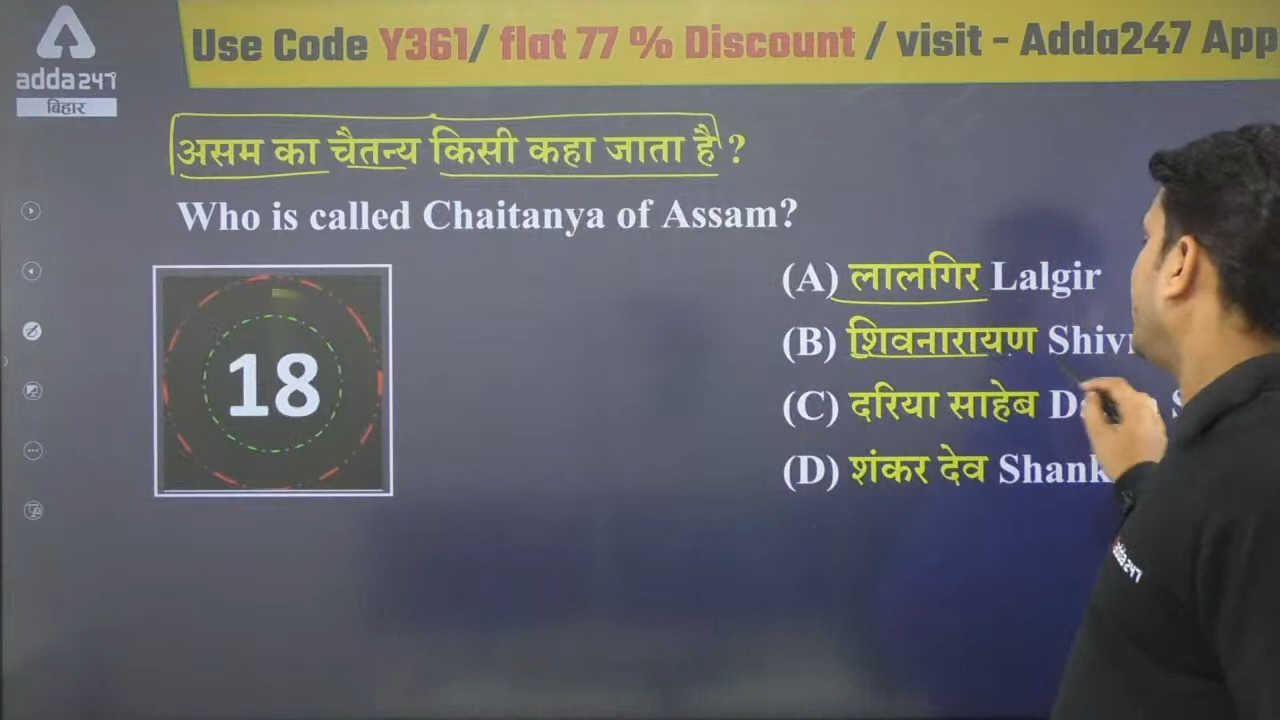 Use Code Y361/ flat 77 % Discount / visit - Adda247 App
adda247
बिहार
असम का चैतन्य किसी कहा जाता है ?
Who is called Chaitanya of Assam?
18
(A) लालगिर Lalgir
(B) शिवनारायण
(C) दरिया साहेब
(D) शंकर देव
adda247